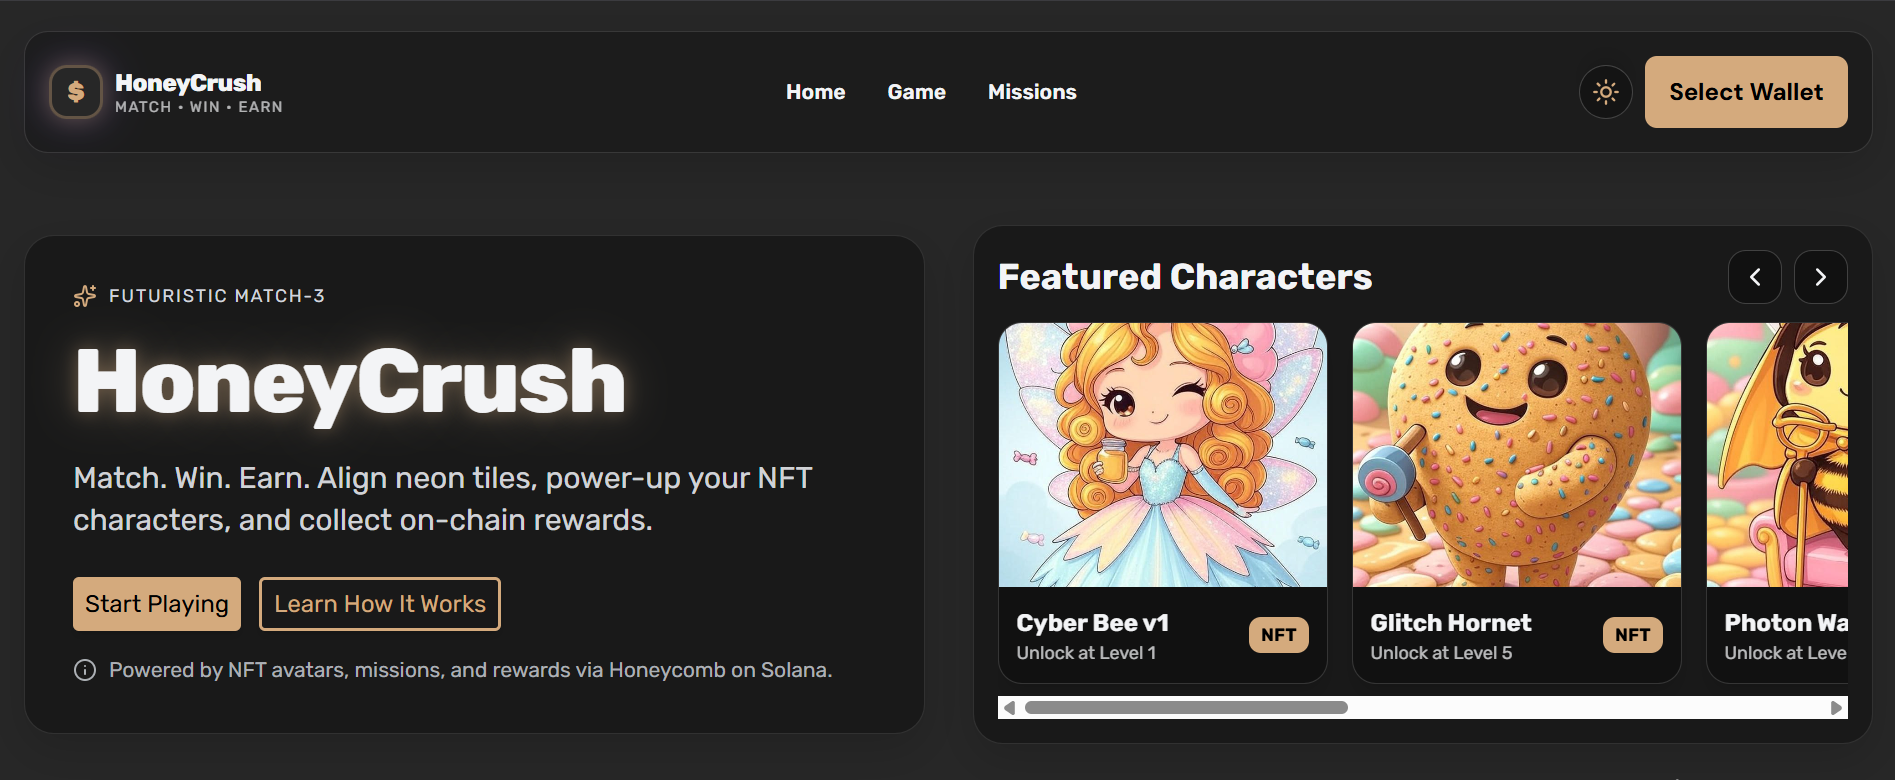 $
HoneyCrush
MATCH • WIN • EARN
Home
Game
Missions
Select Wallet
FUTURISTIC MATCH-3
HoneyCrush
Match. Win. Earn. Align neon tiles, power-up your NFT
characters, and collect on-chain rewards.
Start Playing
Learn How It Works
Powered by NFT avatars, missions, and rewards via Honeycomb on Solana.
Featured Characters
Cyber Bee v1
Unlock at Level 1
NFT
Glitch Hornet
Unlock at Level 5
NFT
Photon Wa
Unlock at Leve